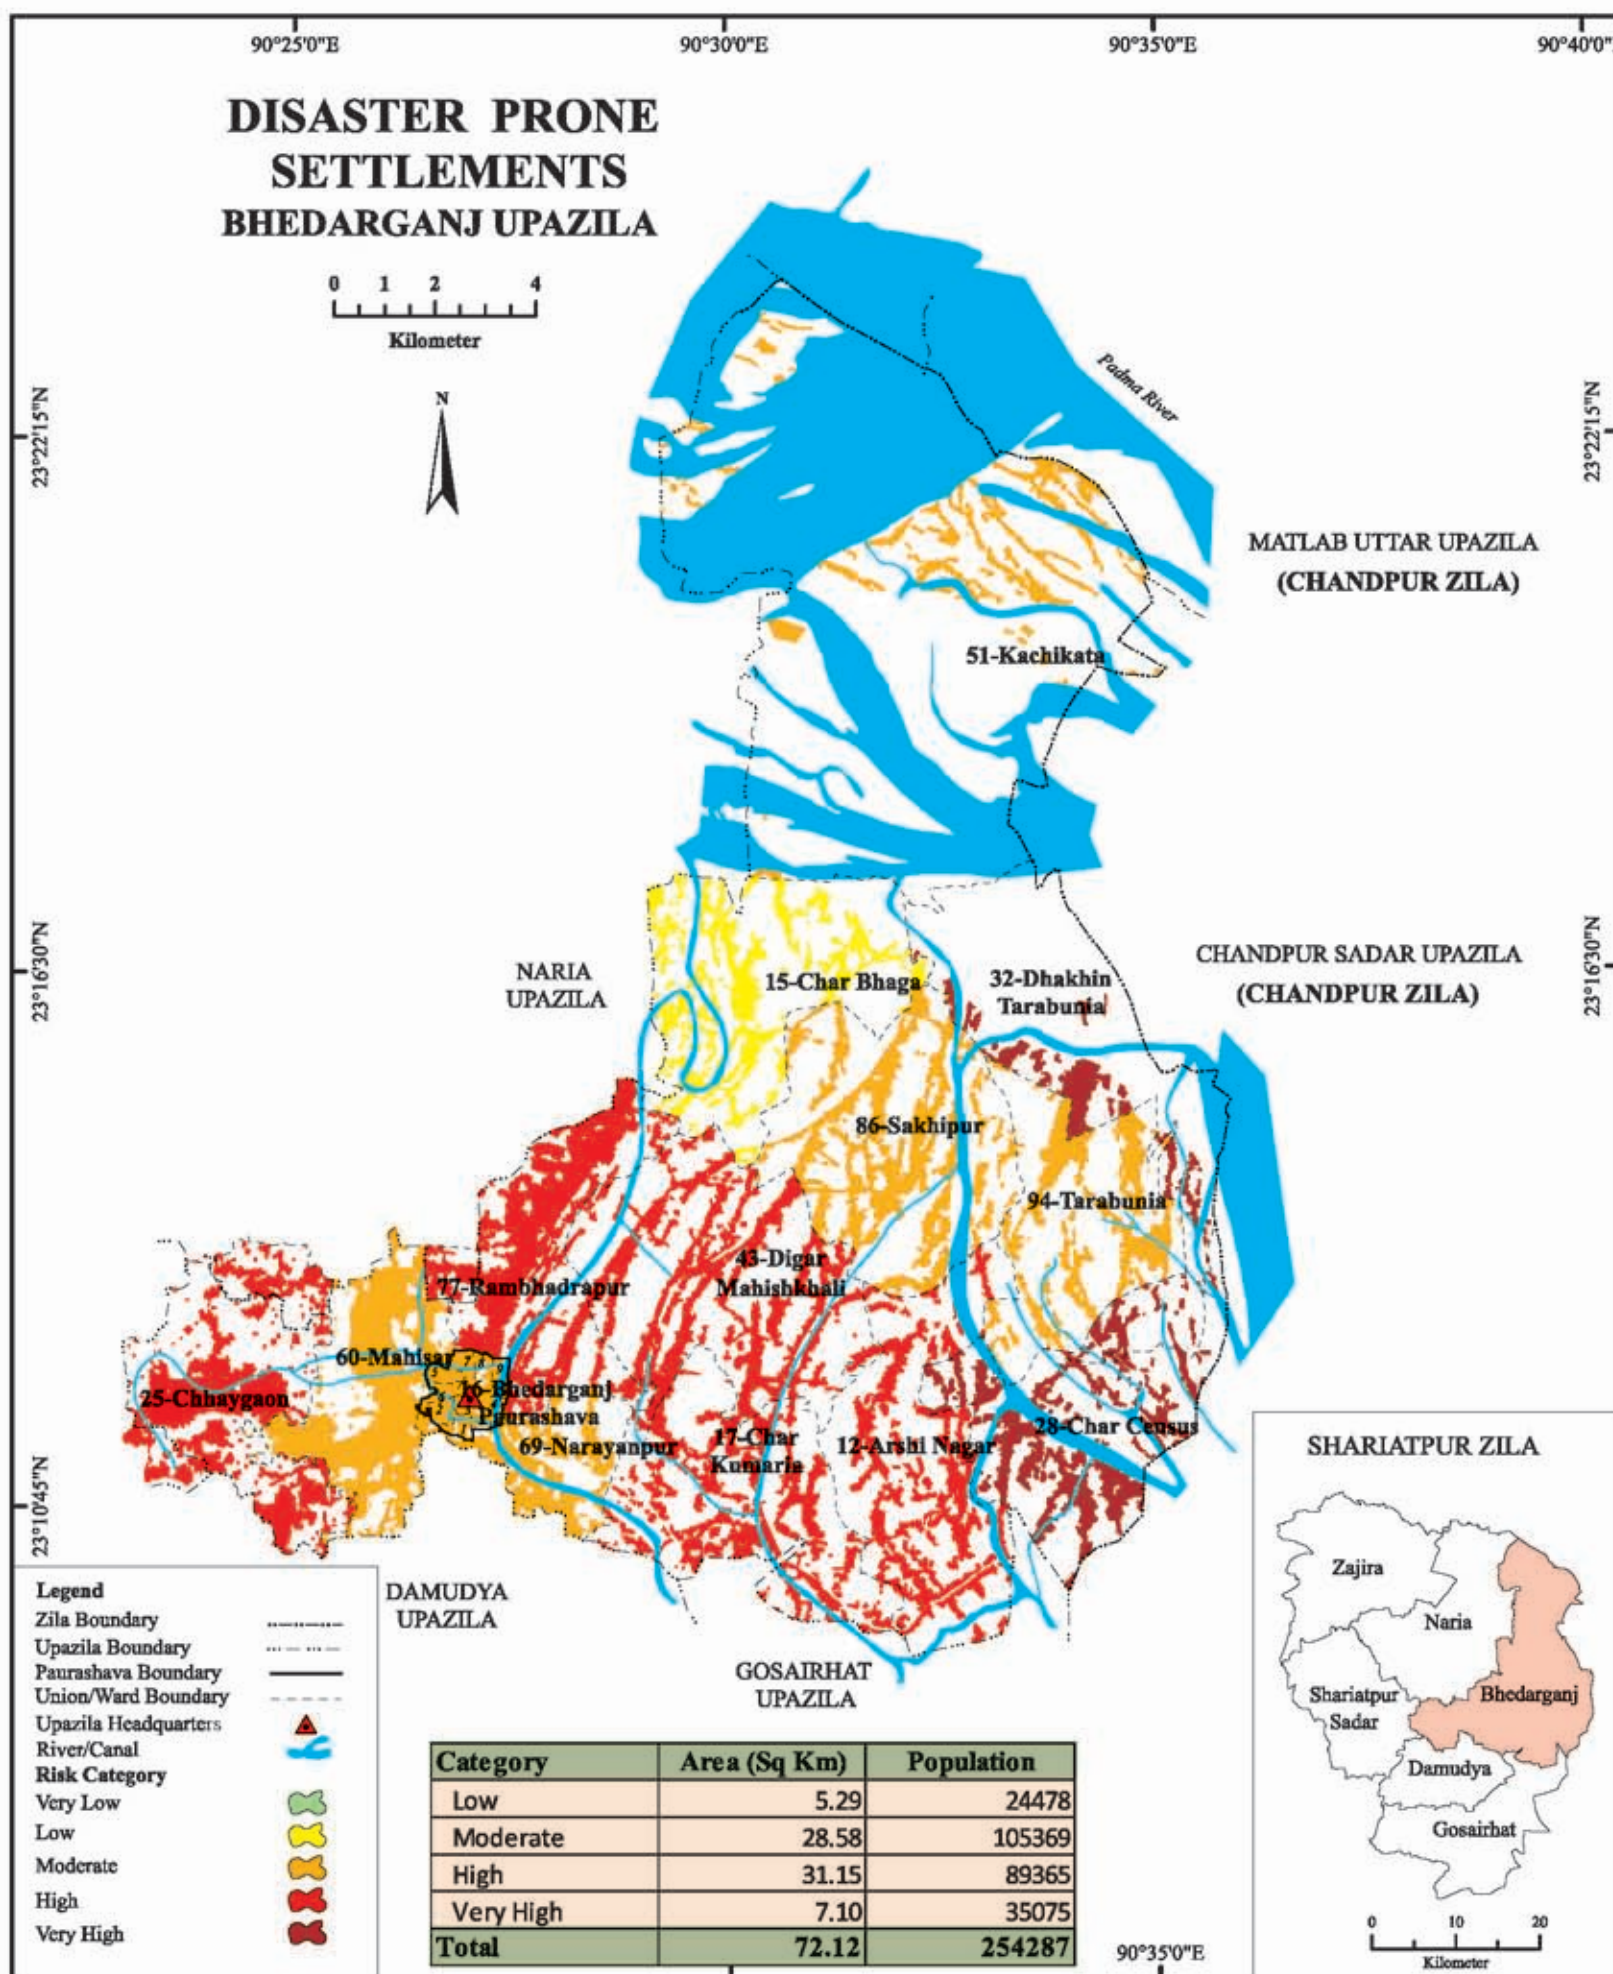 90°25'0"E
90°30'0"E
90°35'0"E
90°40'0"
DISASTER PRONE
SETTLEMENTS
BHEDARGANJ UPAZILA
0 1 2 4
Kilometer
N
Padma River
23°22'15"N
23°22'15"N
MATLAB UTTAR UPAZILA
(CHANDPUR ZILA)
51-Kachikata
23°16'30"N
23°16'30"N
NARIA
UPAZILA
15-Char Bhaga
32-Dhakhin
Tarabunia
CHANDPUR SADAR UPAZILA
(CHANDPUR ZILA)
86-Sakhipur
94-Tarabunia
43-Digar
Mahishkhali
77-Rambhadrapur
60-Mahisar
25-Chhaygaon
16-Bhedarganj
Paurashava
69-Narayanpur
17-Char
Kumaria
12-Arshi Nagar
28-Char Census
23°10'45"N
DAMUDYA
UPAZILA
GOSAIRHAT
UPAZILA
Legend
Zila Boundary
Upazila Boundary
Paurashava Boundary
Union/Ward Boundary
Upazila Headquarters
River/Canal
Risk Category
Very Low
Low
Moderate
High
Very High
Category Area (Sq Km) Population
Low 5.29 24478
Moderate 28.58 105369
High 31.15 89365
Very High 7.10 35075
Total 72.12 254287
90°35'0"E
SHARIATPUR ZILA
Zajira
Naria
Shariatpur
Sadar
Bhedarganj
Damudya
Gosairhat
0 10 20
Kilometer